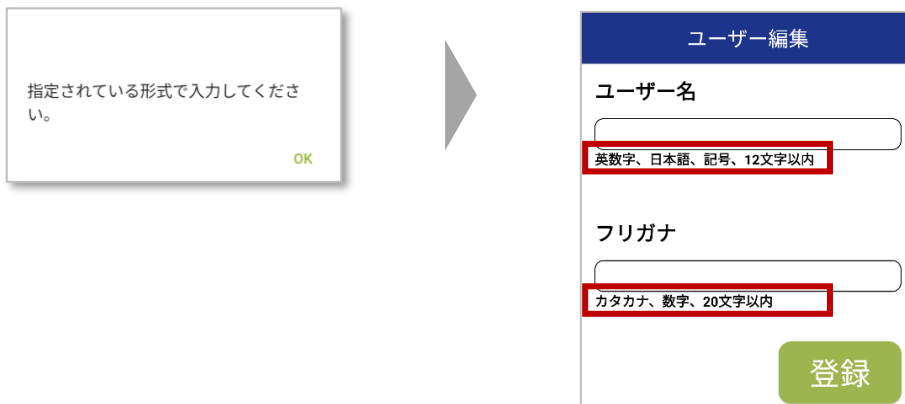 指定されている形式で入力してくださ
い。
OK
ユーザー編集
ユーザー名
英数字、日本語、記号、12文字以内
フリガナ
カタカナ、数字、20文字以内
登録